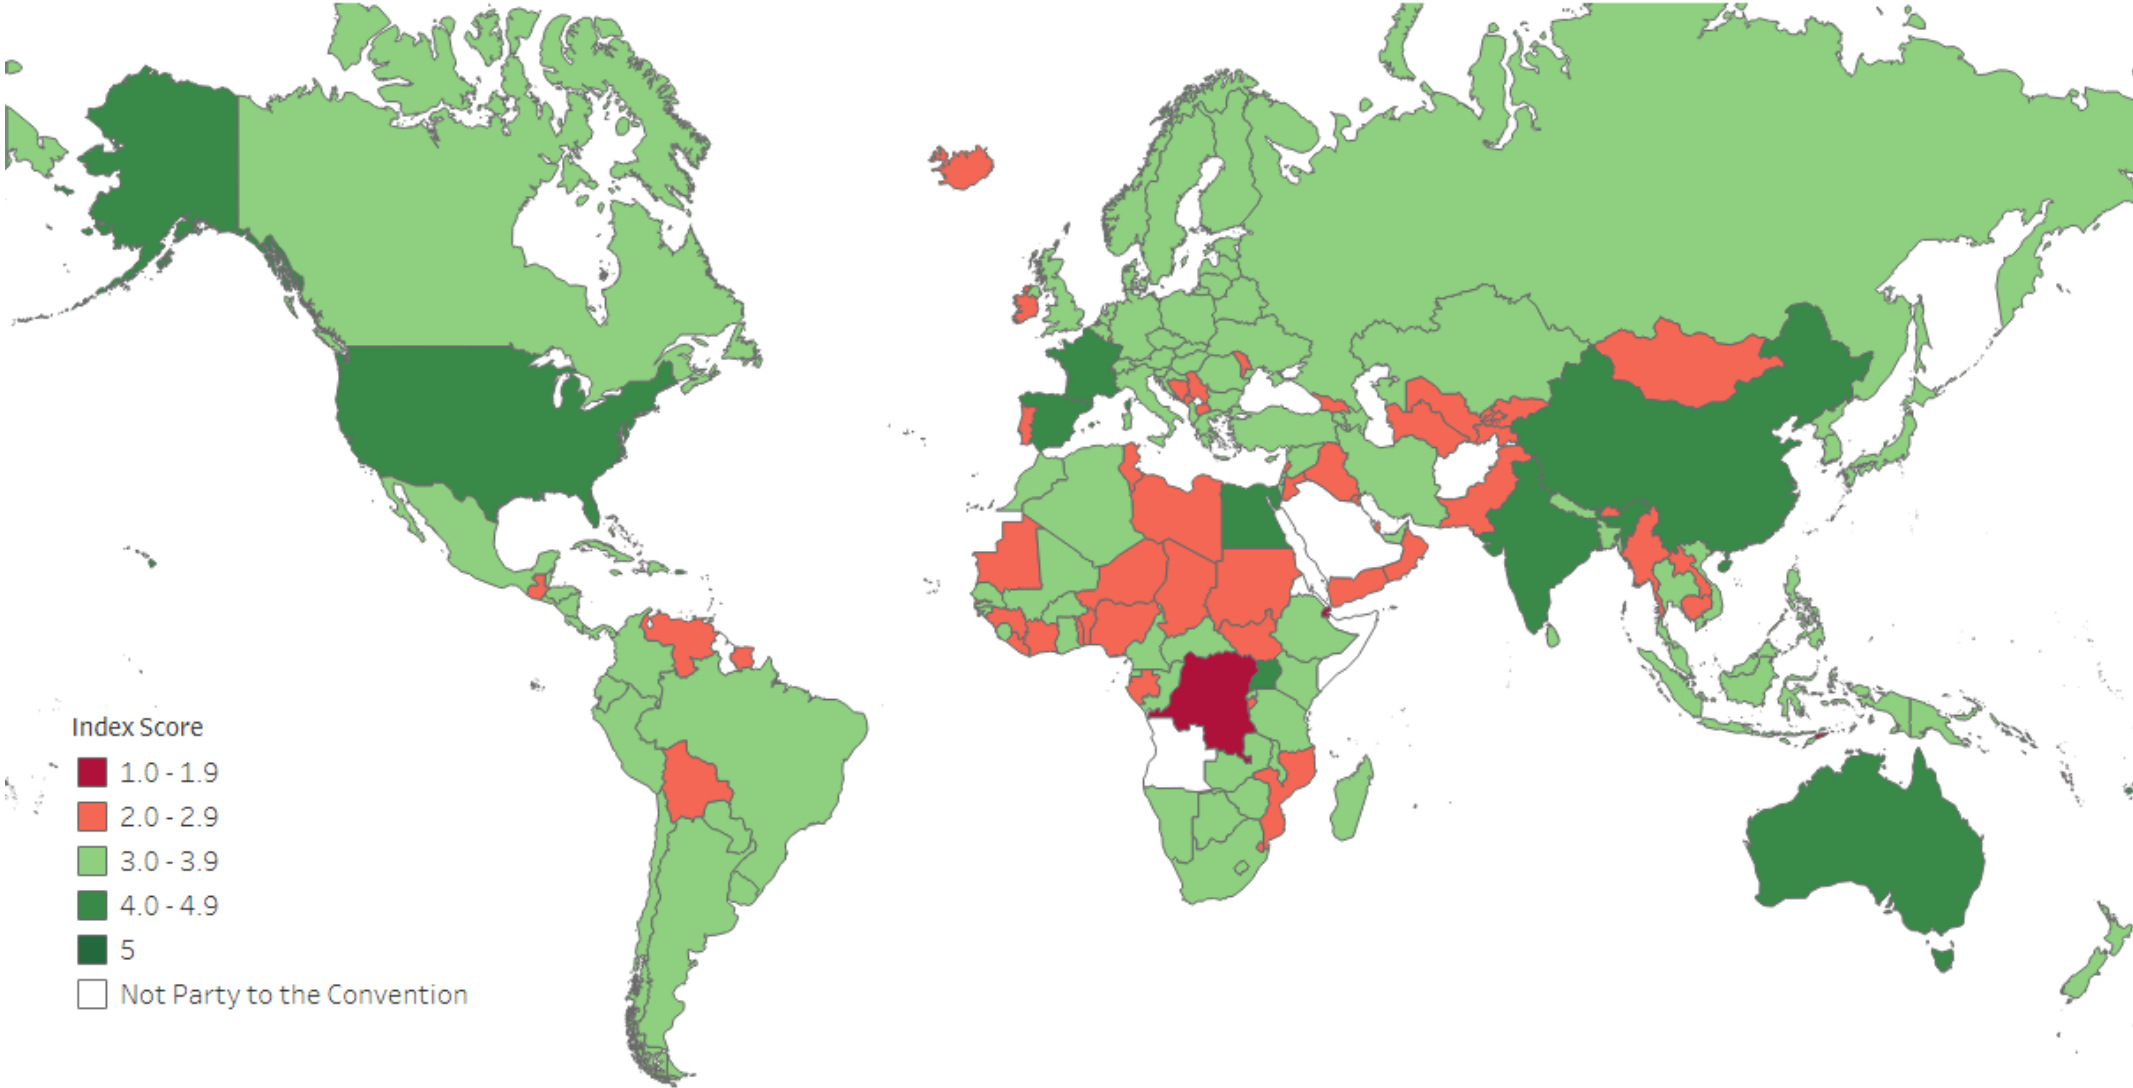 Index Score
1.0 - 1.9
2.0 - 2.9
3.0 - 3.9
4.0 - 4.9
5
Not Party to the Convention